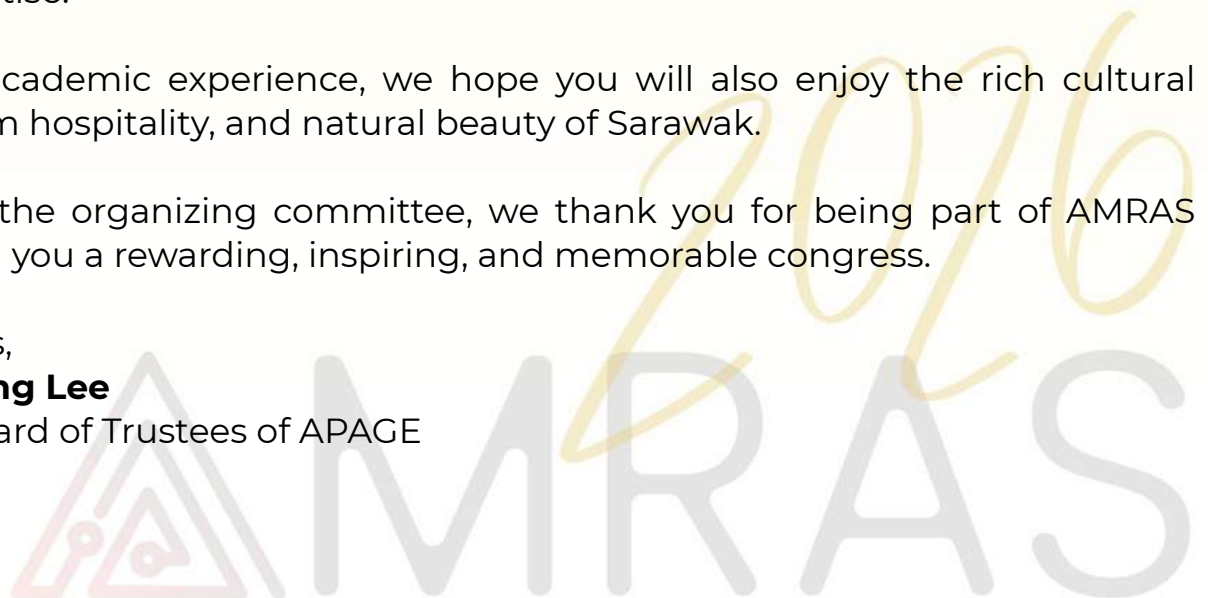 cademic experience, we hope you will also enjoy the rich cultural
hospitality, and natural beauty of Sarawak.
the organizing committee, we thank you for being part of AMRAS
you a rewarding, inspiring, and memorable congress.
ng Lee
ard of Trustees of APAGE
2026
AMRAS